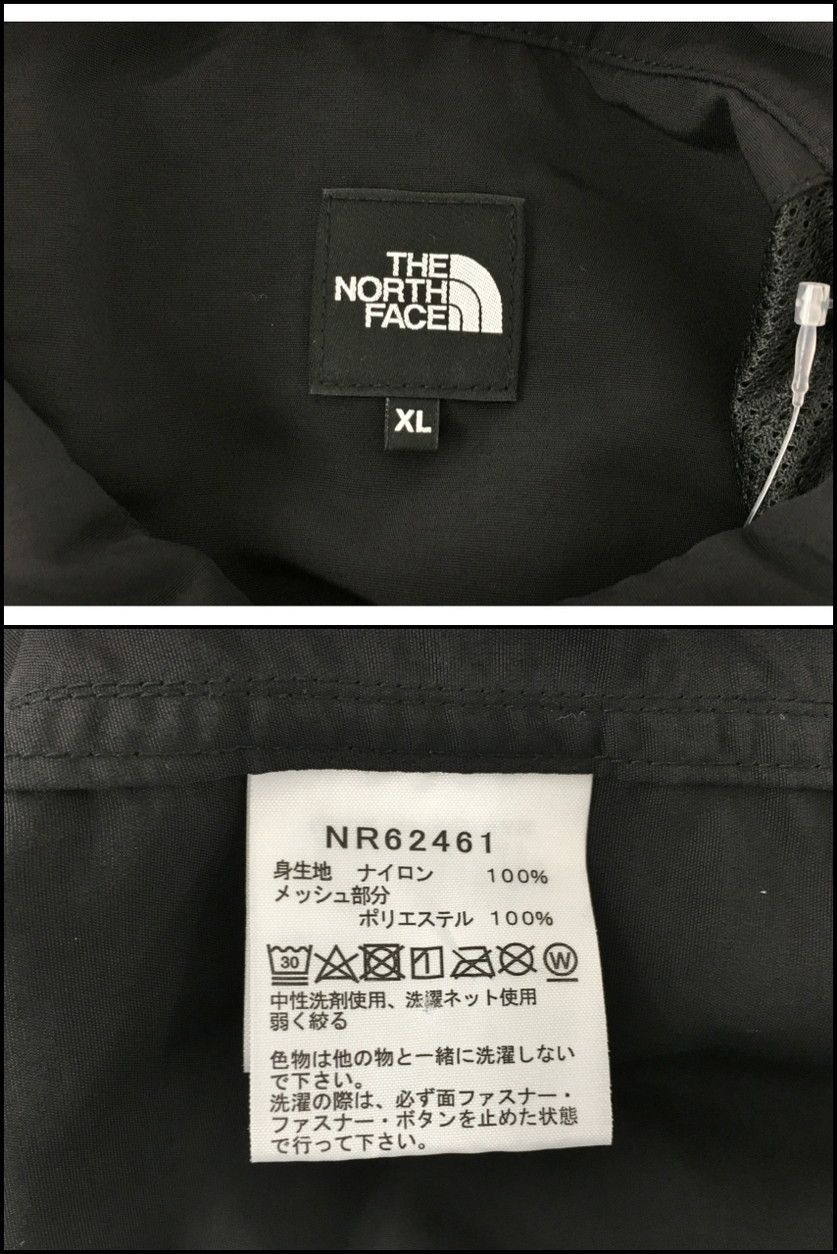 THE
NORTH
FACE
XL
NR62461
身生地 ナイロン 100%
メッシュ部分
ポリエステル 100%
30 W
中性洗剤使用、洗濯ネット使用
弱く絞る
色物は他の物と一緒に洗濯しない
で下さい。
洗濯の際は、必ず面ファスナー・
ファスナー・ボタンを止めた状態
で行って下さい。